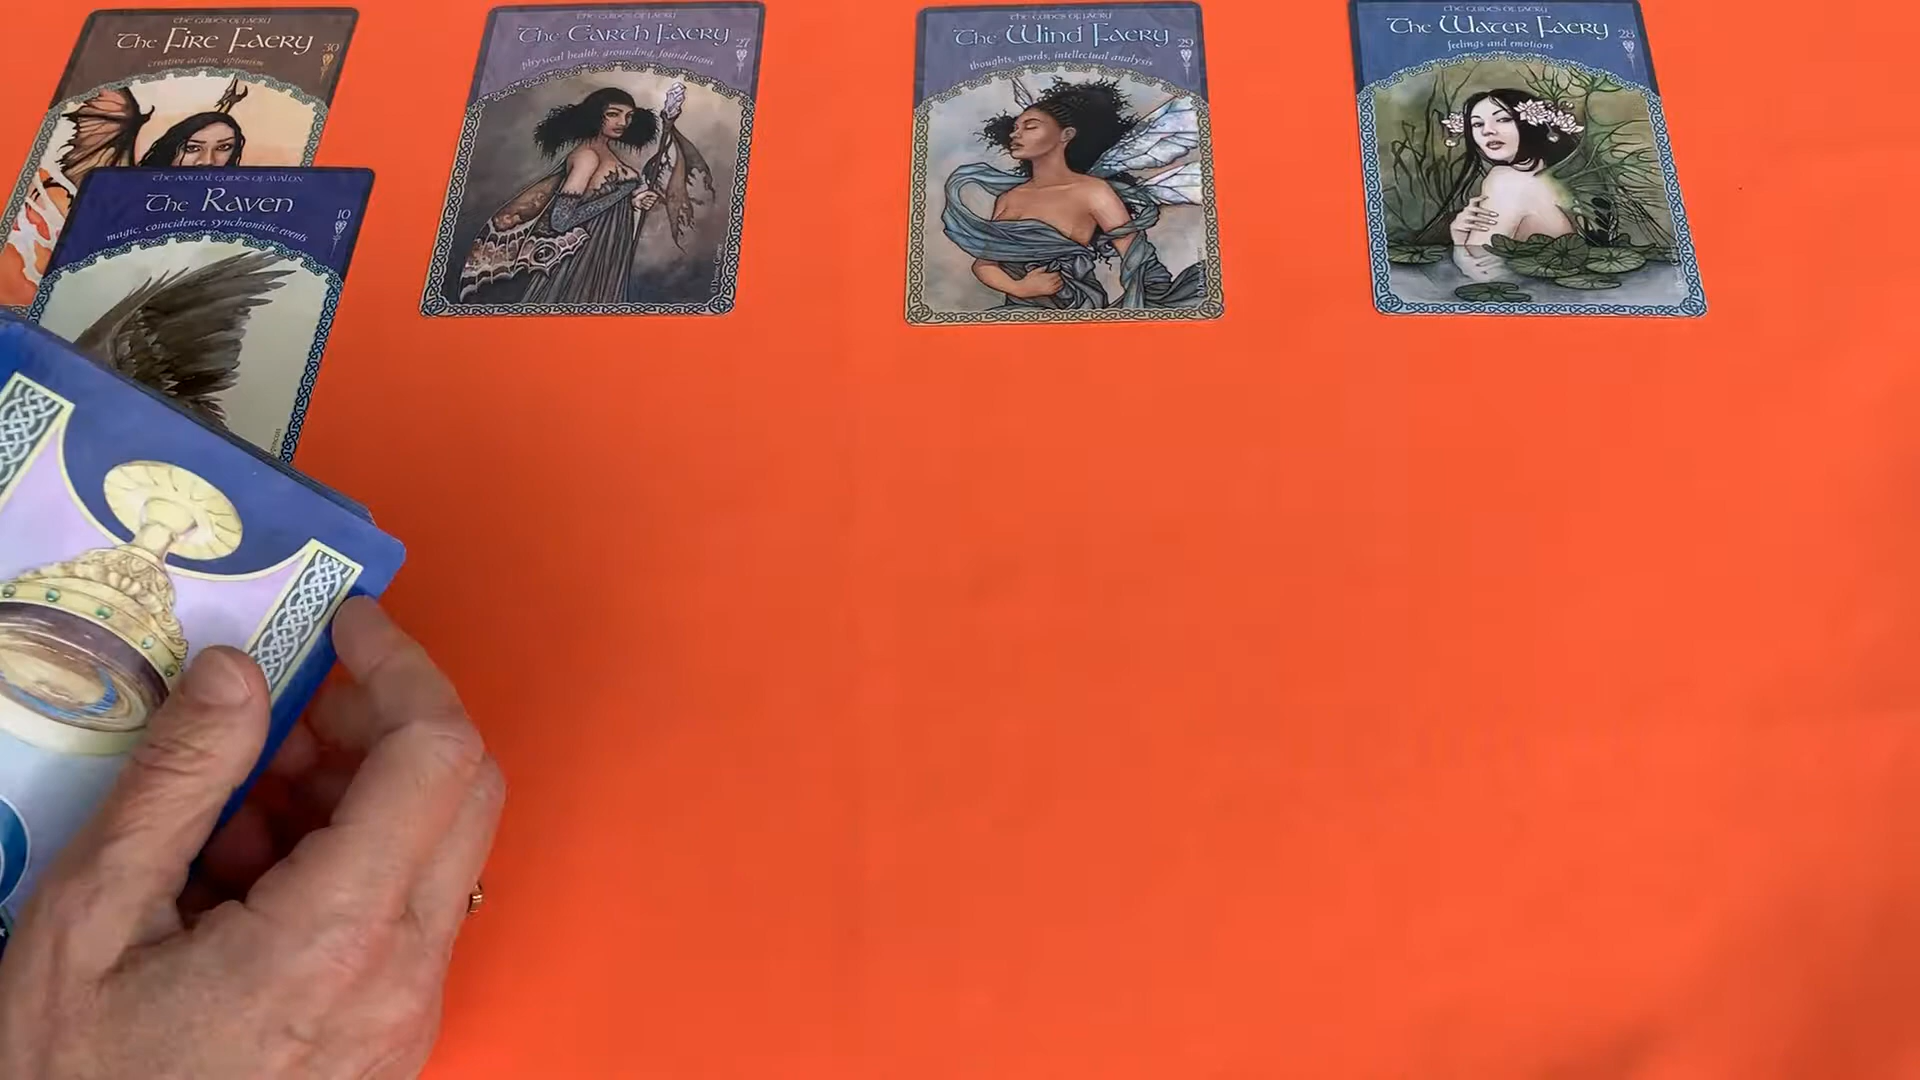 THE GUIDES OF FAERY
The Fire Faery
30
creative action, optimism
THE ANIMAL GUIDES OF AVALON
The Raven
10
magic, coincidence, synchronistic events
THE GUIDES OF FAERY
The Earth Faery
27
physical health, grounding, foundations
THE GUIDES OF FAERY
The Wind Faery
29
thoughts, words, intellectual analysis
THE GUIDES OF FAERY
The Water Faery
28
feelings and emotions